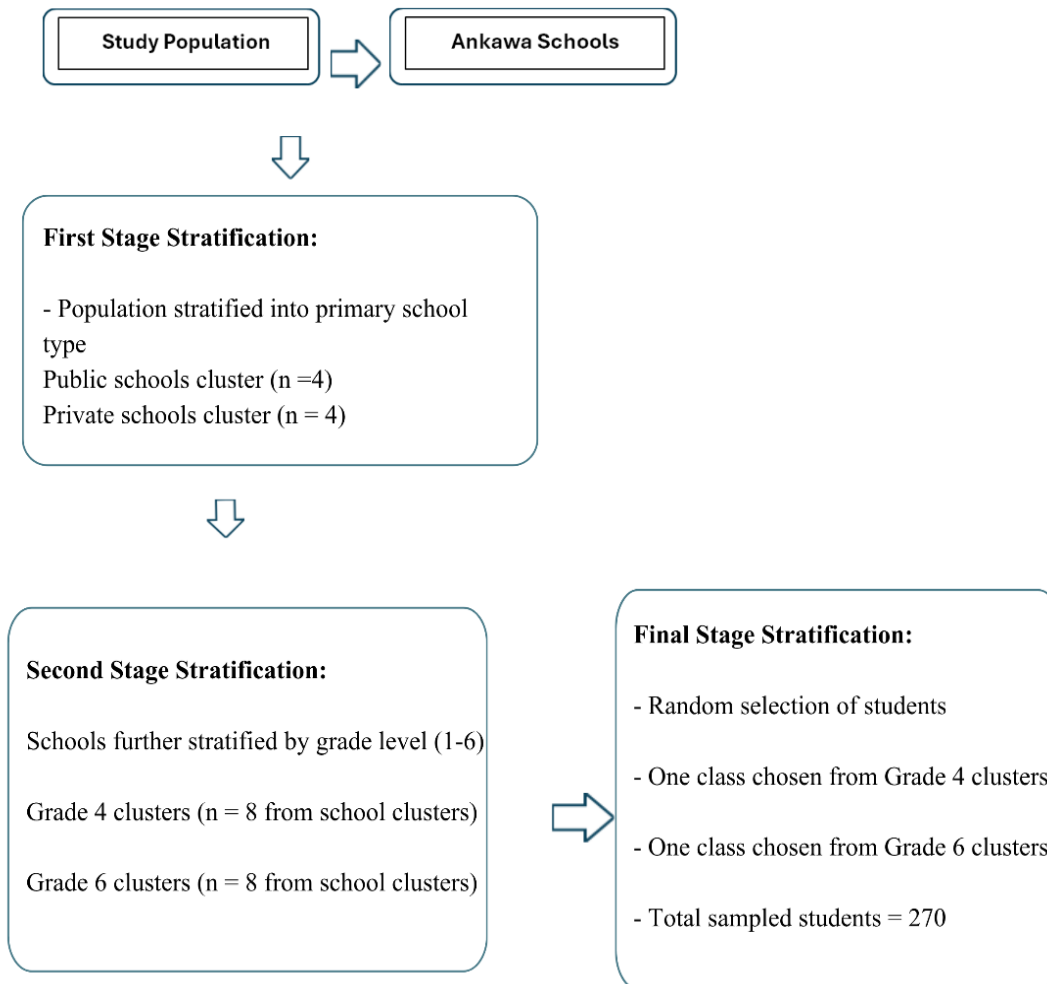 Study Population
Ankawa Schools
First Stage Stratification:
- Population stratified into primary school
type
Public schools cluster (n =4)
Private schools cluster (n = 4)
Second Stage Stratification:
Schools further stratified by grade level (1-6)
Grade 4 clusters (n = 8 from school clusters)
Grade 6 clusters (n = 8 from school clusters)
Final Stage Stratification:
- Random selection of students
- One class chosen from Grade 4 clusters
- One class chosen from Grade 6 clusters
- Total sampled students = 270